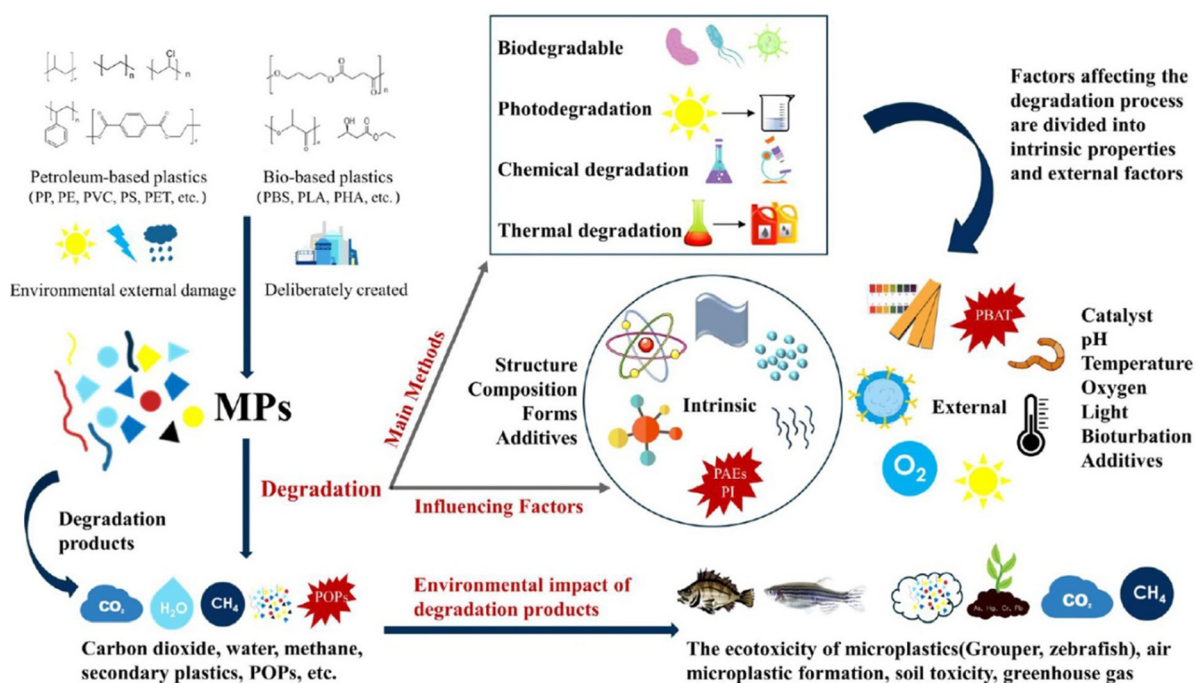 Cl
n
n
n
Petroleum-based plastics
(PP, PE, PVC, PS, PET, etc.)
Bio-based plastics
(PBS, PLA, PHA, etc.)
Environmental external damage
Deliberately created
MPs
Degradation
products
Degradation
CO₂
H₂O
CH₄
POPs
Carbon dioxide, water, methane,
secondary plastics, POPs, etc.
Main Methods
Influencing Factors
Biodegradable
Photodegradation
Chemical degradation
Thermal degradation
Factors affecting the
degradation process
are divided into
intrinsic properties
and external factors
Structure
Composition
Forms
Additives
Intrinsic
PAEs
PI
PBAT
External
O₂
Catalyst
pH
Temperature
Oxygen
Light
Bioturbation
Additives
Environmental impact of
degradation products
As, Hg, Cr, Pb
CO₂
CH₄
The ecotoxicity of microplastics(Grouper, zebrafish), air
microplastic formation, soil toxicity, greenhouse gas